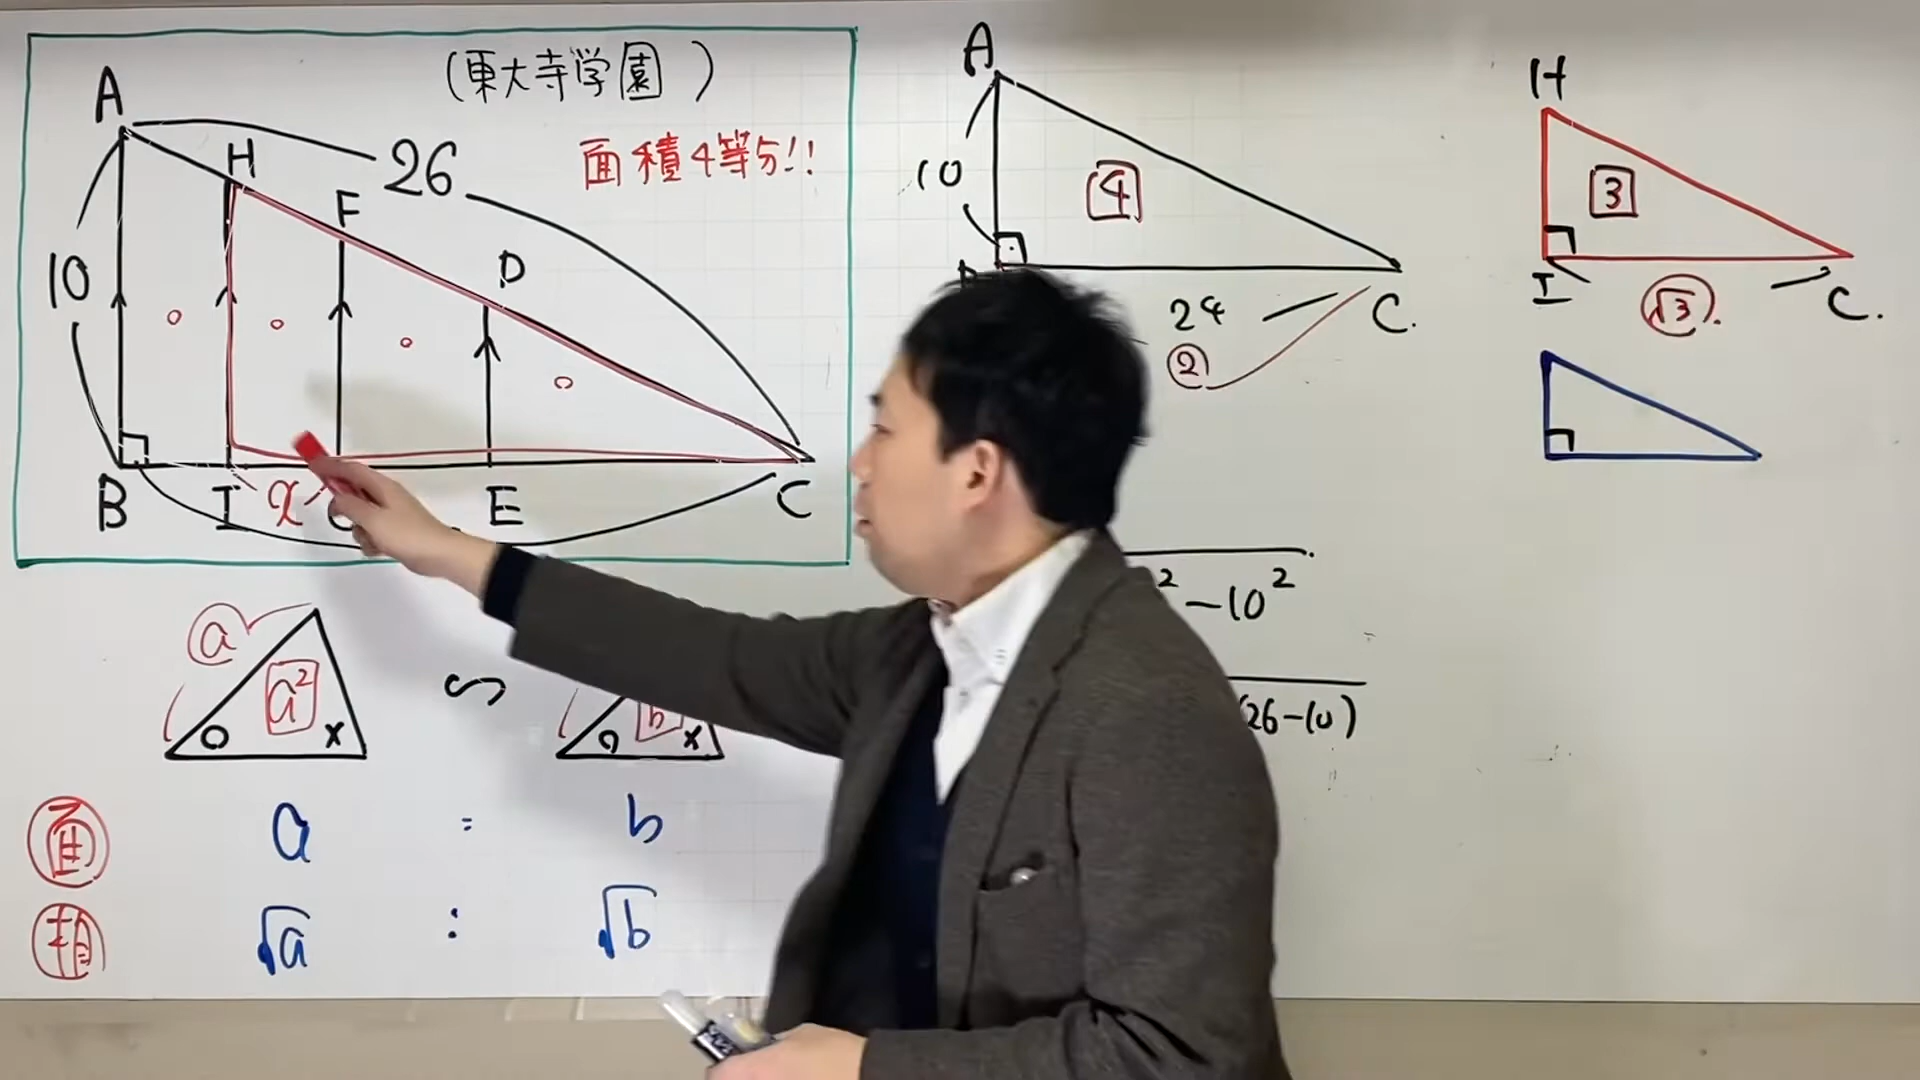 (東大寺学園)
面積4等分!!
A
H
F
D
26
10
B
I
x
E
C
A
10
4
24
2
C.
H
3
I
√3.
C.
a
a²
o
x
∽
b
o
x
2 - 10²
(26-10)
面
a : b
相
√a : √b